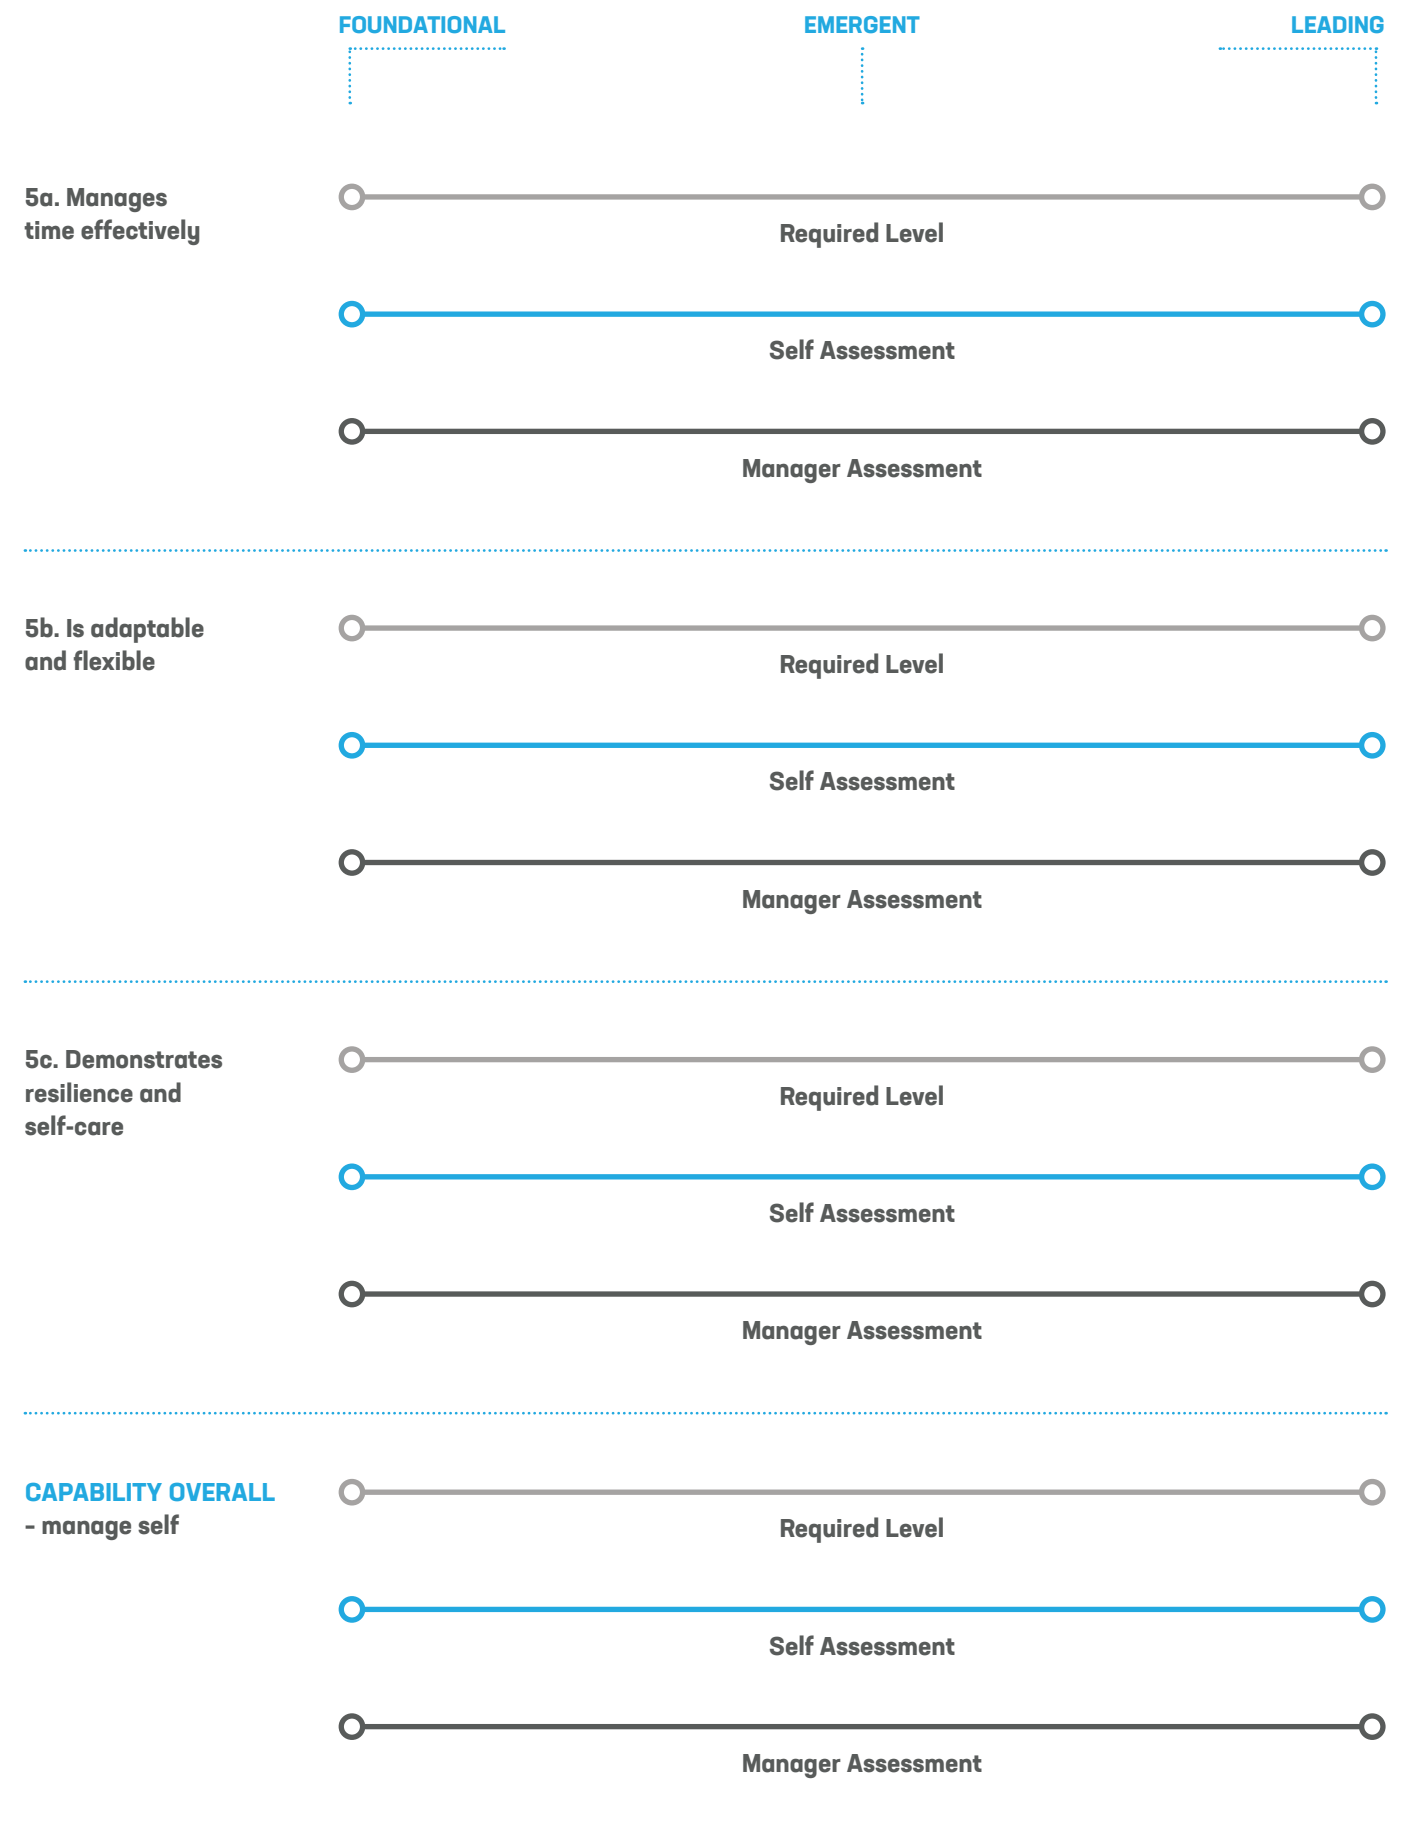 FOUNDATIONAL EMERGENT LEADING
5a. Manages
time effectively
Required Level
Self Assessment
Manager Assessment
5b. Is adaptable
and flexible
Required Level
Self Assessment
Manager Assessment
5c. Demonstrates
resilience and
self-care
Required Level
Self Assessment
Manager Assessment
CAPABILITY OVERALL
– manage self
Required Level
Self Assessment
Manager Assessment